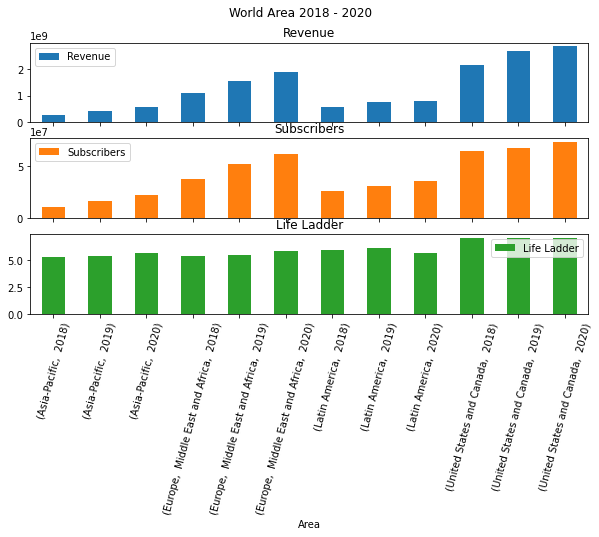 World Area 2018 - 2020
Revenue
1e9
Revenue
2
1
0
Subscribers
1e7
Subscribers
5
0
Life Ladder
Life Ladder
5.0
2.5
0.0
(Asia-Pacific, 2018)
(Asia-Pacific, 2019)
(Asia-Pacific, 2020)
(Europe, Middle East and Africa, 2018)
(Europe, Middle East and Africa, 2019)
(Europe, Middle East and Africa, 2020)
(Latin America, 2018)
(Latin America, 2019)
(Latin America, 2020)
(United States and Canada, 2018)
(United States and Canada, 2019)
(United States and Canada, 2020)
Area